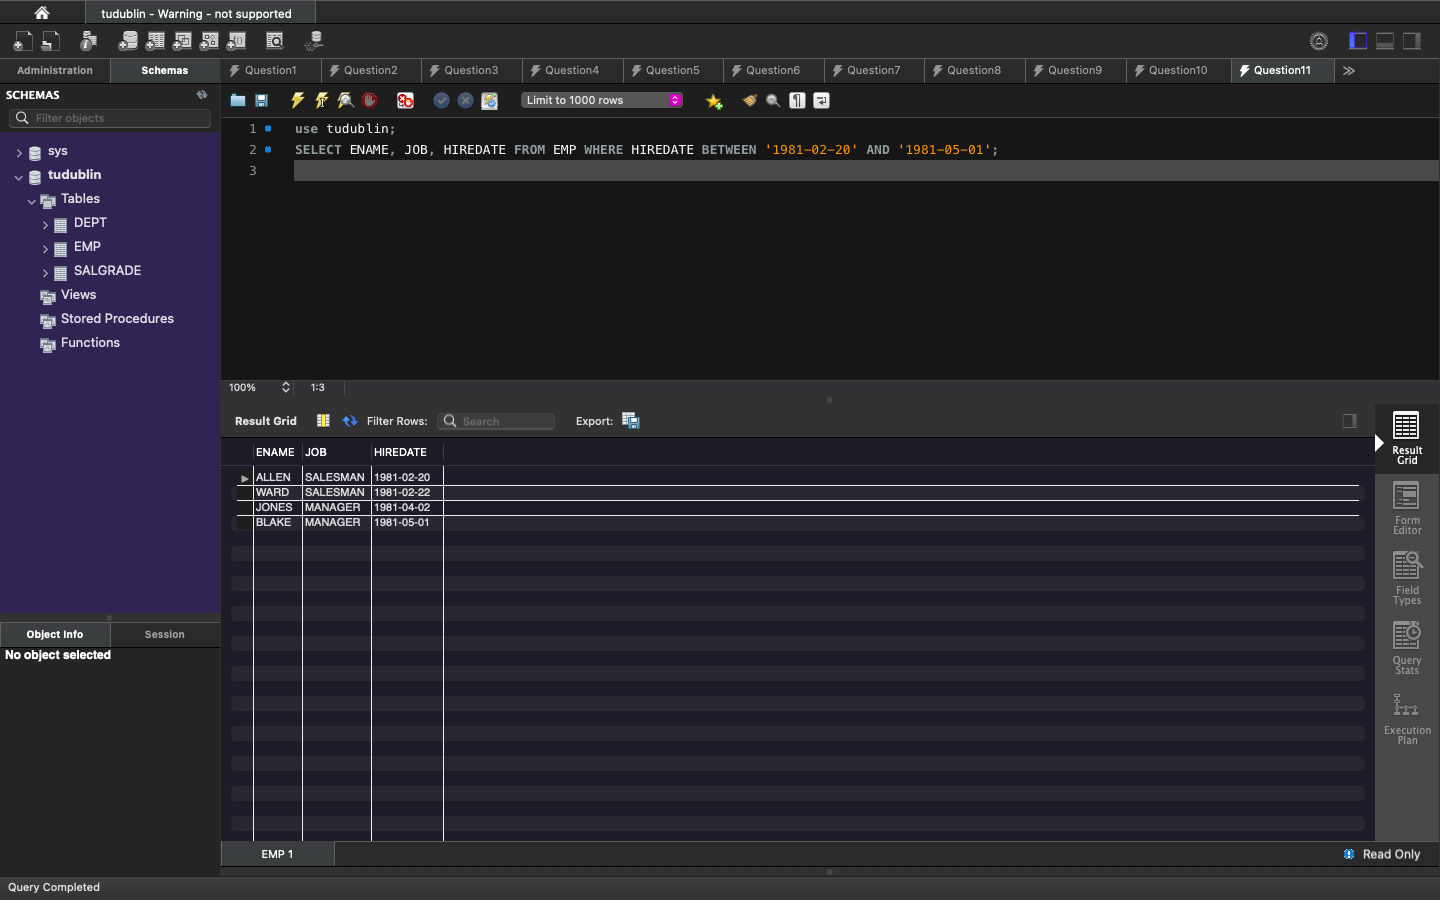 tudublin - Warning - not supported
Administration
Schemas
Question1
Question2
Question3
Question4
Question5
Question6
Question7
Question8
Question9
Question10
Question11
SCHEMAS
Filter objects
Limit to 1000 rows
1 use tudublin;
2 SELECT ENAME, JOB, HIREDATE FROM EMP WHERE HIREDATE BETWEEN '1981-02-20' AND '1981-05-01';
3
sys
tudublin
Tables
DEPT
EMP
SALGRADE
Views
Stored Procedures
Functions
100% 1:3
Result Grid Filter Rows: Search Export:
ENAME JOB HIREDATE
ALLEN SALESMAN 1981-02-20
WARD SALESMAN 1981-02-22
JONES MANAGER 1981-04-02
BLAKE MANAGER 1981-05-01
Result
Grid
Form
Editor
Field
Types
Query
Stats
Execution
Plan
Object Info
Session
No object selected
EMP 1
Read Only
Query Completed